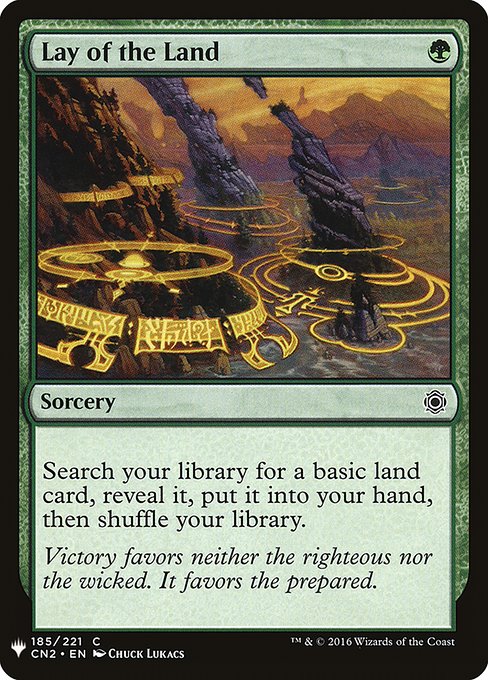 Lay of the Land
Sorcery
Search your library for a basic land
card, reveal it, put it into your hand,
then shuffle your library.
Victory favors neither the righteous nor
the wicked. It favors the prepared.
185/221 C
CN2 • EN Chuck Lukacs
™ & © 2016 Wizards of the Coast